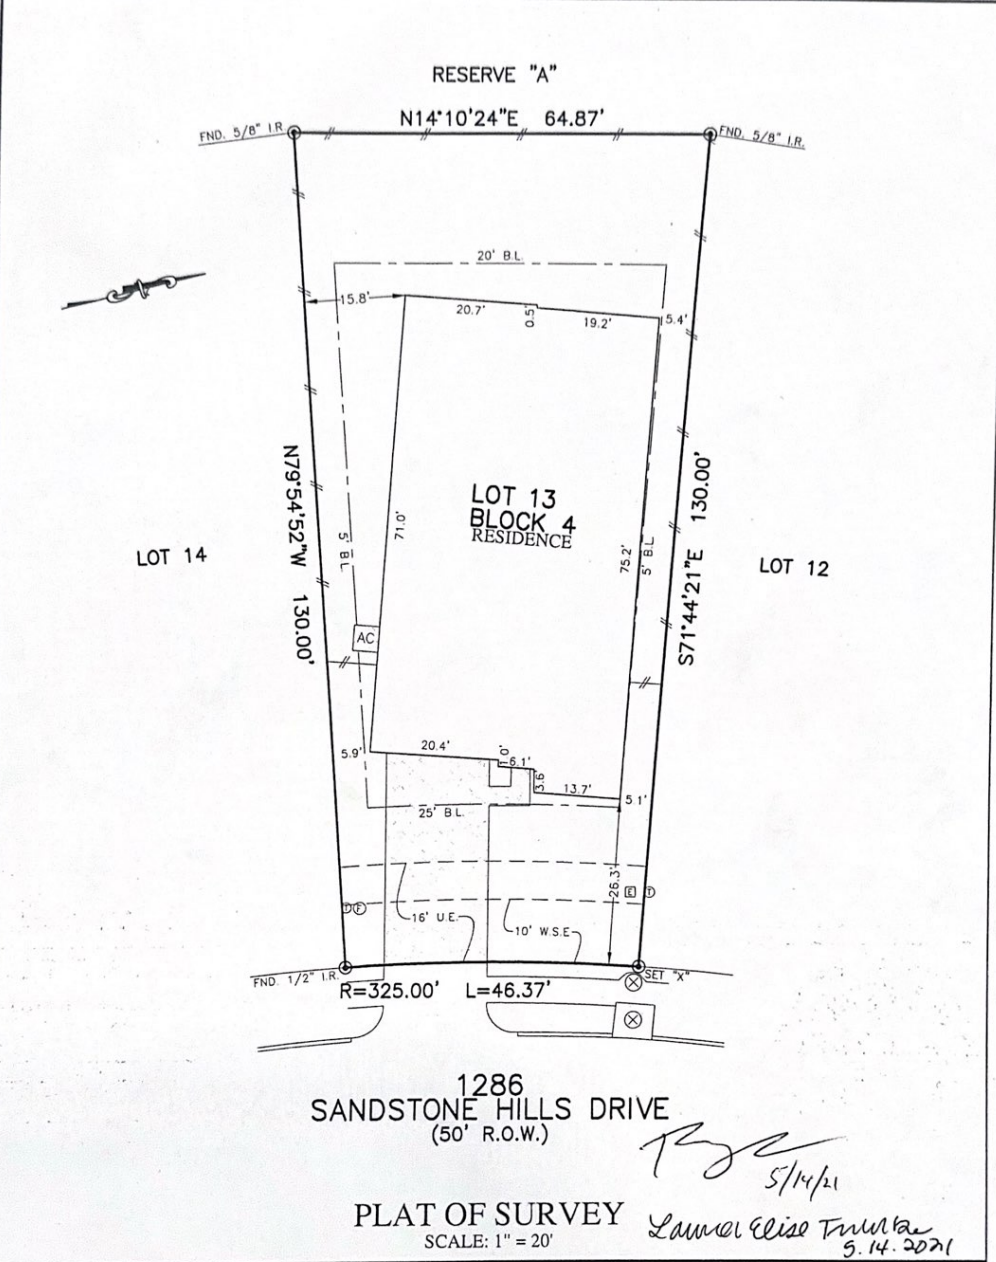 RESERVE "A"
N14°10'24"E 64.87'
FND. 5/8" I.R.
FND. 5/8" I.R.
20' B.L.
15.8'
20.7'
0.5'
19.2'
5.4'
LOT 13
BLOCK 4
RESIDENCE
N79°54'52"W 130.00'
5' B.L.
71.0'
75.2'
5' B.L.
S71°44'21"E 130.00'
LOT 14
LOT 12
AC
5.9'
20.4'
1.0'
6.1'
3.6'
13.7'
5.1'
25' B.L.
26.3'
E
T
F
16' U.E.
10' W.S.E
FND. 1/2" I.R.
SET "X"
R=325.00' L=46.37'
1286
SANDSTONE HILLS DRIVE
(50' R.O.W.)
5/14/21
PLAT OF SURVEY
SCALE: 1" = 20'
Elise
5.14.2021